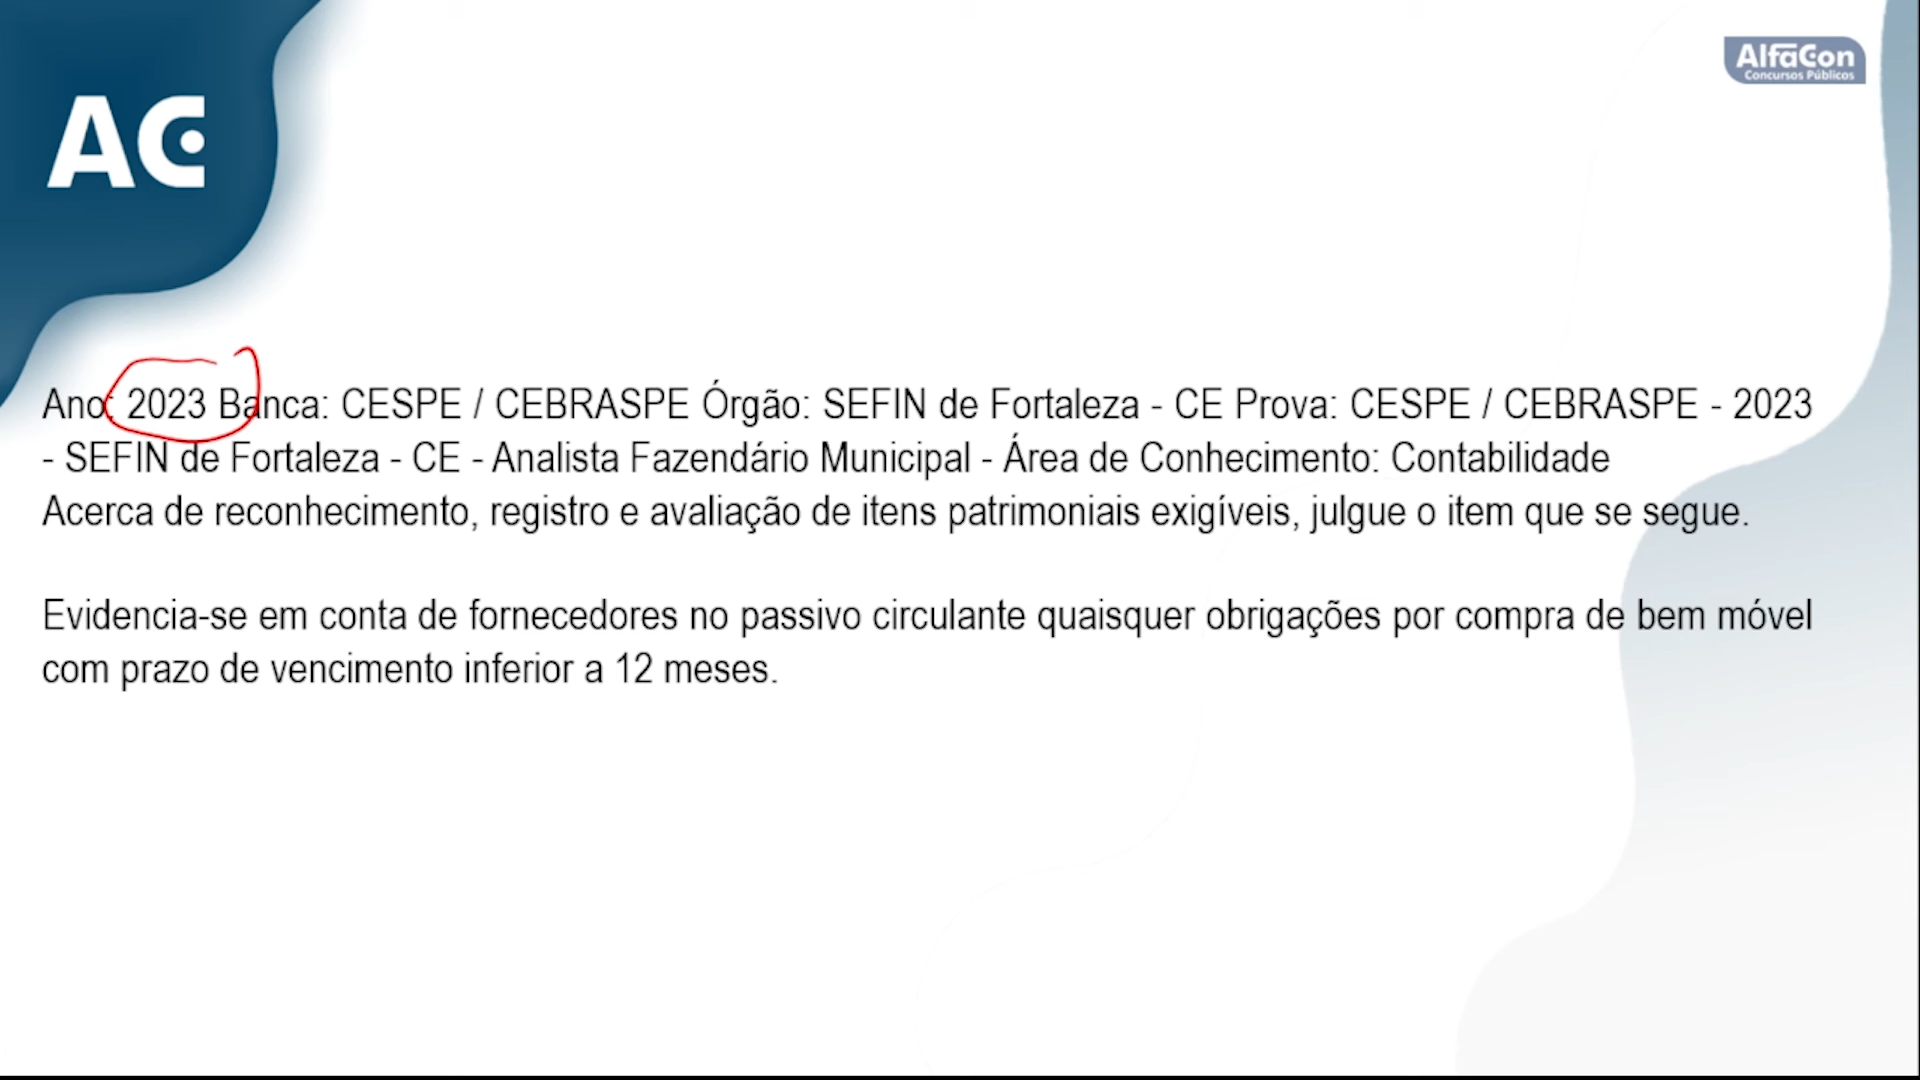 AC
AlfaCon
Concursos Públicos
Ano: 2023 Banca: CESPE / CEBRASPE Órgão: SEFIN de Fortaleza - CE Prova: CESPE / CEBRASPE - 2023
- SEFIN de Fortaleza - CE - Analista Fazendário Municipal - Área de Conhecimento: Contabilidade
Acerca de reconhecimento, registro e avaliação de itens patrimoniais exigíveis, julgue o item que se segue.
Evidencia-se em conta de fornecedores no passivo circulante quaisquer obrigações por compra de bem móvel
com prazo de vencimento inferior a 12 meses.